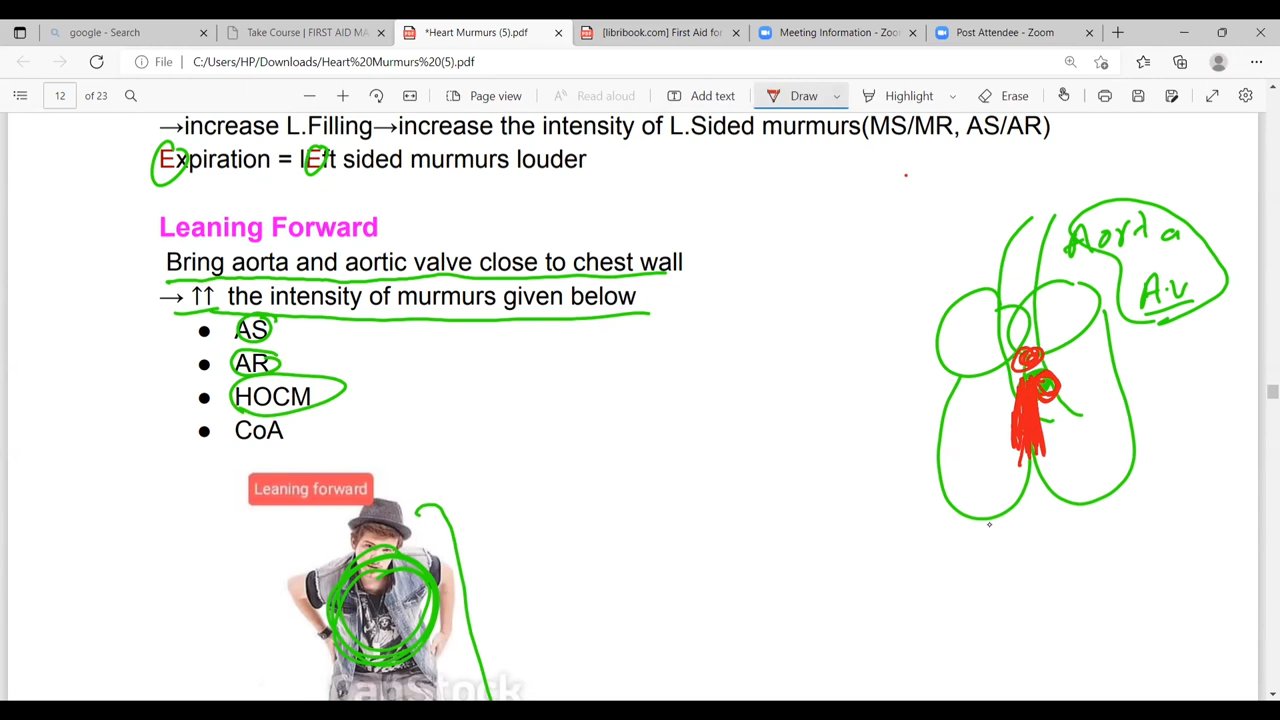 google - Search
Take Course | FIRST AID MA
*Heart Murmurs (5).pdf
[libribook.com] First Aid for
Meeting Information - Zoo
Post Attendee - Zoom
File
C:/Users/HP/Downloads/Heart%20Murmurs%20(5).pdf
12 of 23
Page view
Read aloud
Add text
Draw
Highlight
Erase
→increase L.Filling→increase the intensity of L.Sided murmurs(MS/MR, AS/AR)
Expiration = lEft sided murmurs louder
Leaning Forward
Bring aorta and aortic valve close to chest wall
→ ↑↑ the intensity of murmurs given below
● AS
● AR
● HOCM
● CoA
Aorta
A.V
Leaning forward
CanStock